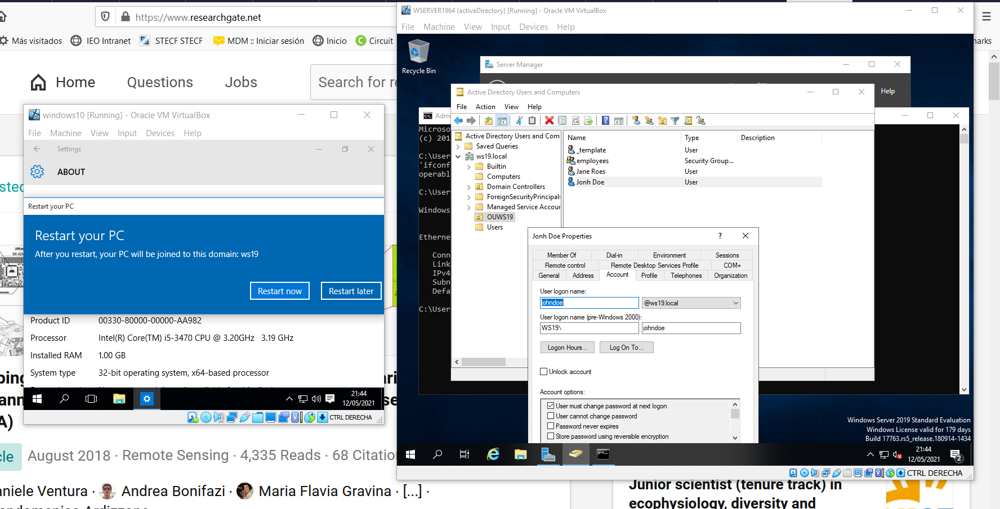 https://www.researchgate.net
Más visitados
IEO Intranet
STECF STECF
MDM :: Iniciar sesión
Inicio
Circuit
Home
Questions
Jobs
Search for
windows10 [Running] - Oracle VM VirtualBox
File Machine View Input Devices Help
Settings
ABOUT
Restart your PC
Restart your PC
After you restart, your PC will be joined to this domain: ws19
Restart now
Restart later
Product ID 00330-80000-00000-AA982
Processor Intel(R) Core(TM) i5-3470 CPU @ 3.20GHz 3.19 GHz
Installed RAM 1.00 GB
System type 32-bit operating system, x64-based processor
21:44
12/05/2021
CTRL DERECHA
August 2018 · Remote Sensing · 4,335 Reads · 68
Ventura · Andrea Bonifazi · Maria Flavia Gravina · [...] ·
WSERVER1964 (activeDirectory) [Running] - Oracle VM VirtualBox
File Machine View Input Devices Help
Recycle Bin
Server Manager
Help
Active Directory Users and Computers
File Action View Help
Active Directory Users and Com
Saved Queries
ws19.local
Builtin
Computers
Domain Controllers
ForeignSecurityPrincipals
Managed Service Accour
OUWS19
Users
Name Type Description
_template User
employees Security Group...
Jane Roes User
Jonh Doe User
Microso
(c) 201
C:\User
'ifconf
operabl
C:\User
Windows
Etherne
Conn
Link
IPv4
Subn
Defa
C:\User
Jonh Doe Properties
? 
Member Of Dial-in Environment Sessions
Remote control Remote Desktop Services Profile COM+
General Address Account Profile Telephones Organization
User logon name:
johndoe @ws19.local
User logon name (pre-Windows 2000):
WS19\ johndoe
Logon Hours... Log On To...
Unlock account
Account options:
User must change password at next logon
User cannot change password
Password never expires
Store password using reversible encryption
Windows Server 2019 Standard Evaluation
Windows License valid for 179 days
Build 17763.rs5_release.180914-1434
21:44
12/05/2021
2
CTRL DERECHA
Junior scientist (tenure track) in
ecophysiology, diversity and